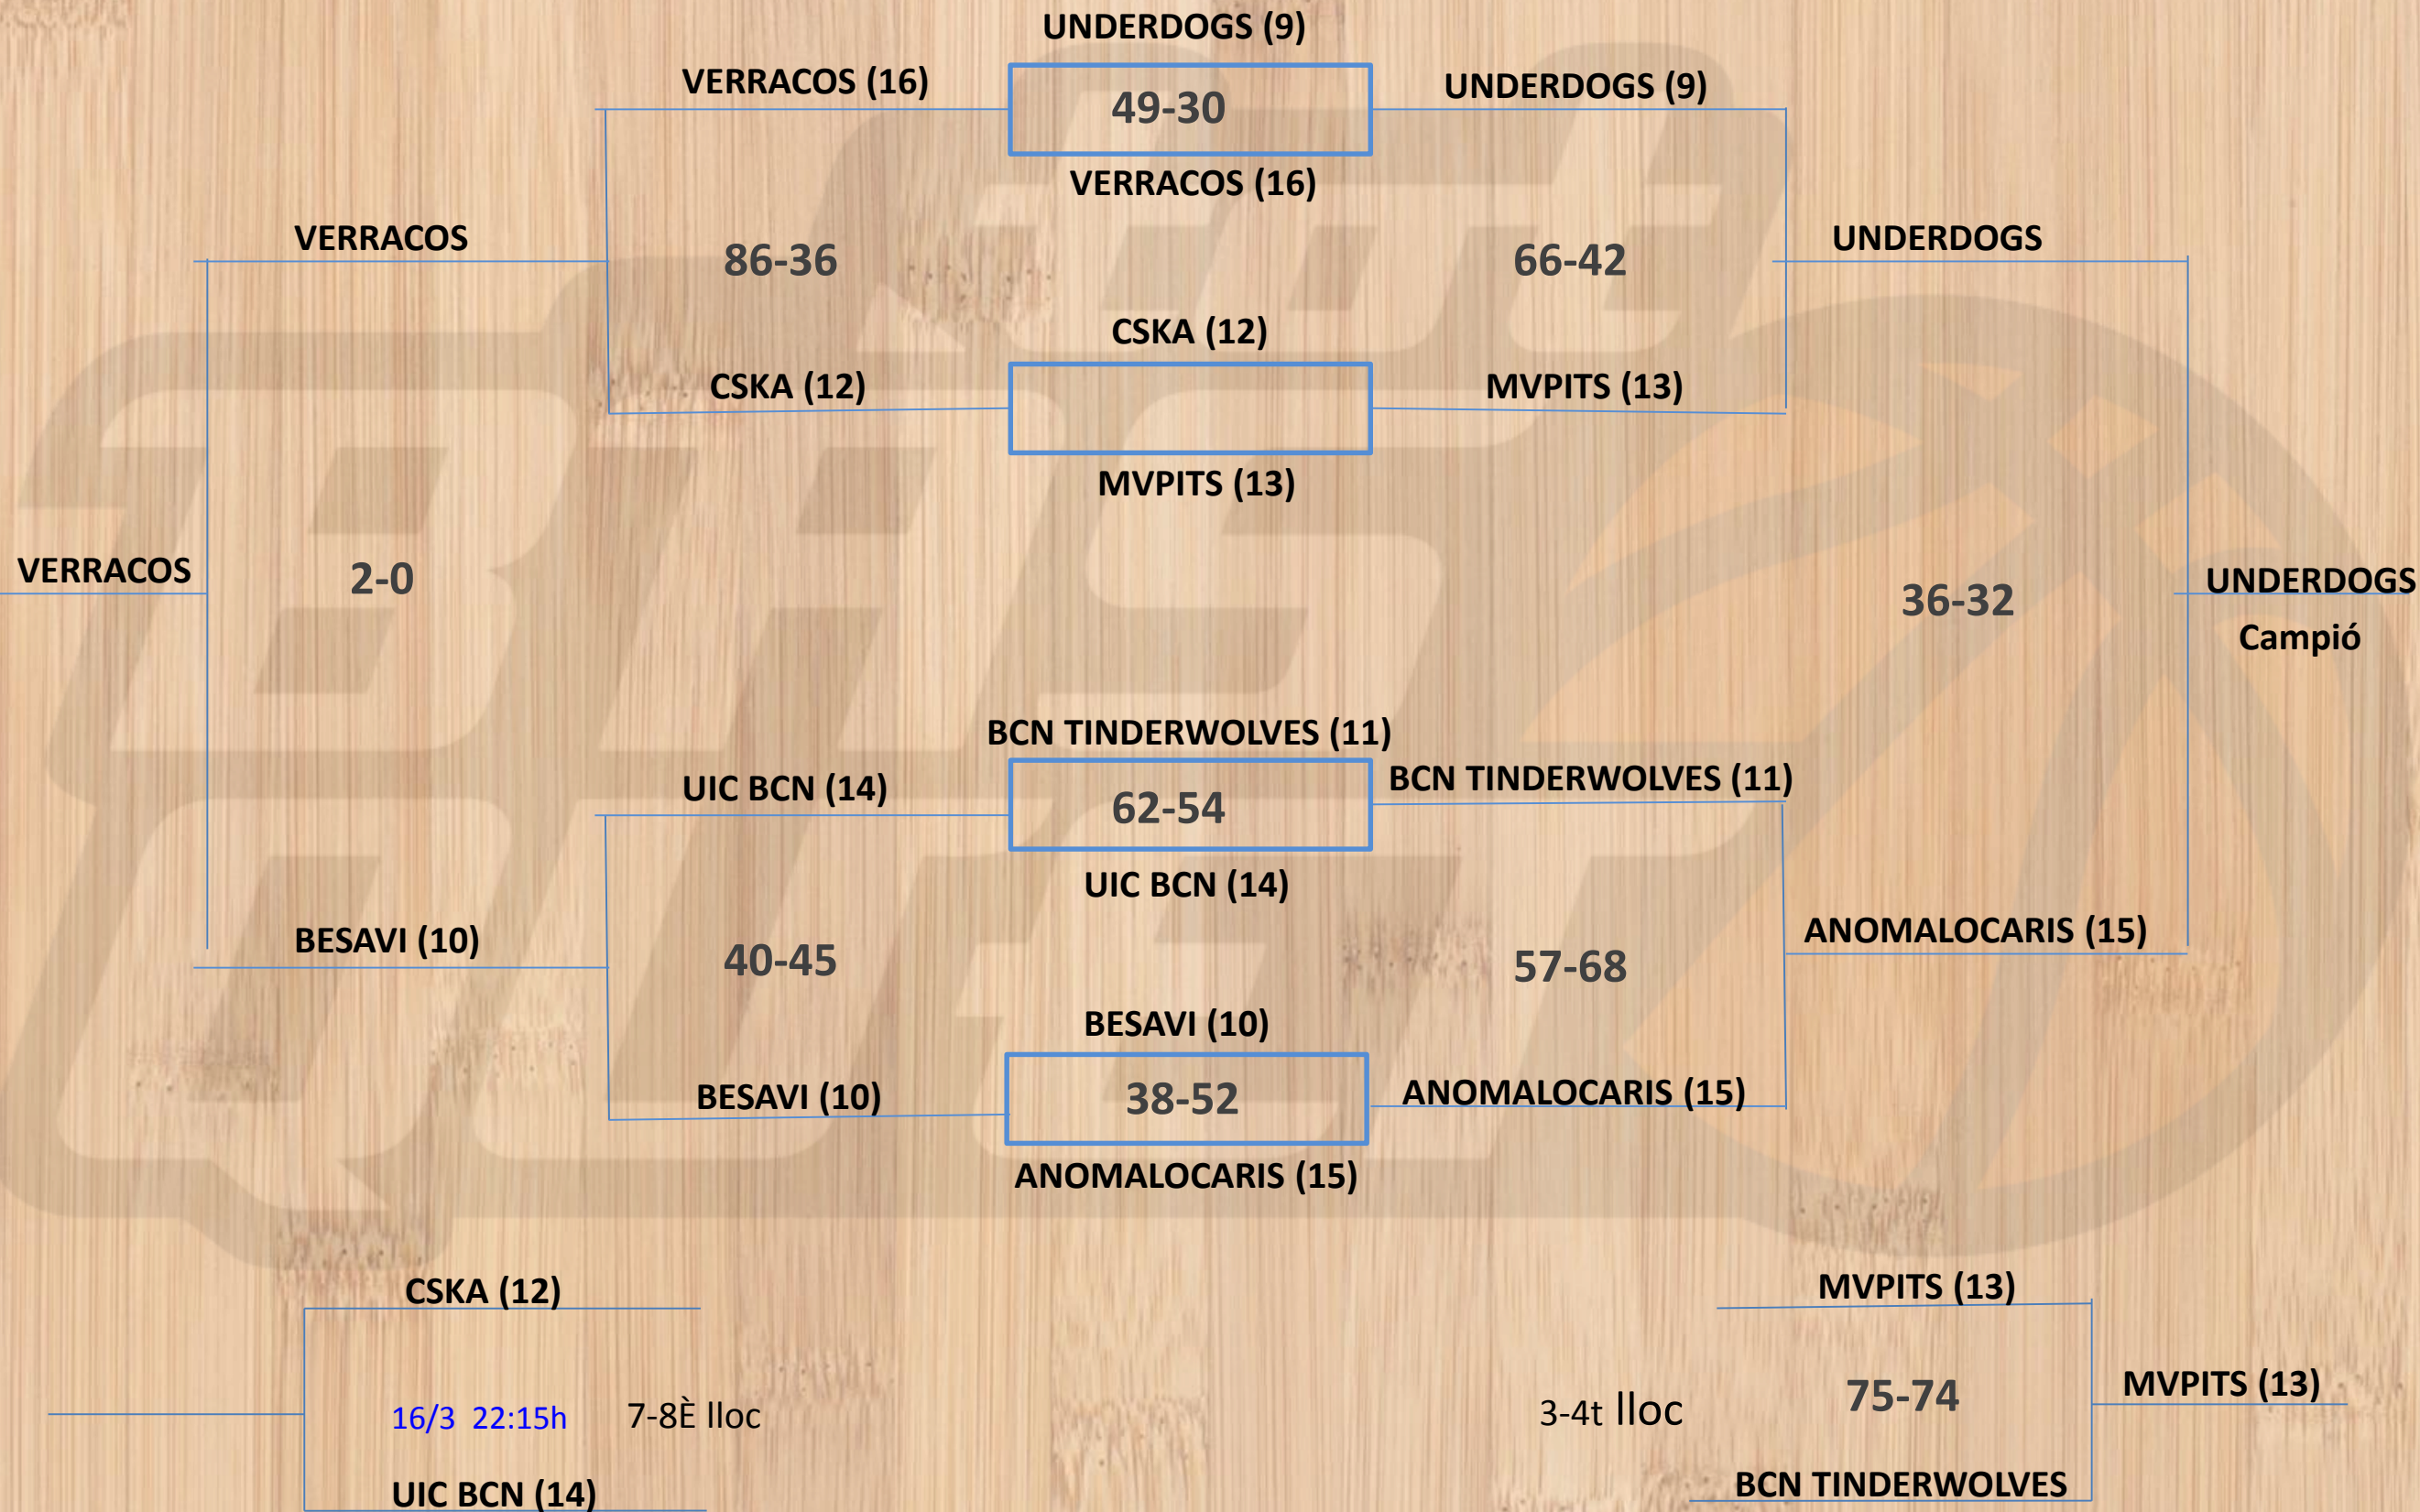 UNDERDOGS (9)
VERRACOS (16)
49-30
UNDERDOGS (9)
VERRACOS (16)
VERRACOS
86-36
66-42
UNDERDOGS
CSKA (12)
CSKA (12)
MVPITS (13)
MVPITS (13)
VERRACOS
2-0
36-32
UNDERDOGS
Campió
BCN TINDERWOLVES (11)
UIC BCN (14)
62-54
BCN TINDERWOLVES (11)
UIC BCN (14)
BESAVI (10)
40-45
57-68
ANOMALOCARIS (15)
BESAVI (10)
BESAVI (10)
38-52
ANOMALOCARIS (15)
ANOMALOCARIS (15)
CSKA (12)
16/3 22:15h
7-8È lloc
UIC BCN (14)
MVPITS (13)
3-4t lloc
75-74
MVPITS (13)
BCN TINDERWOLVES